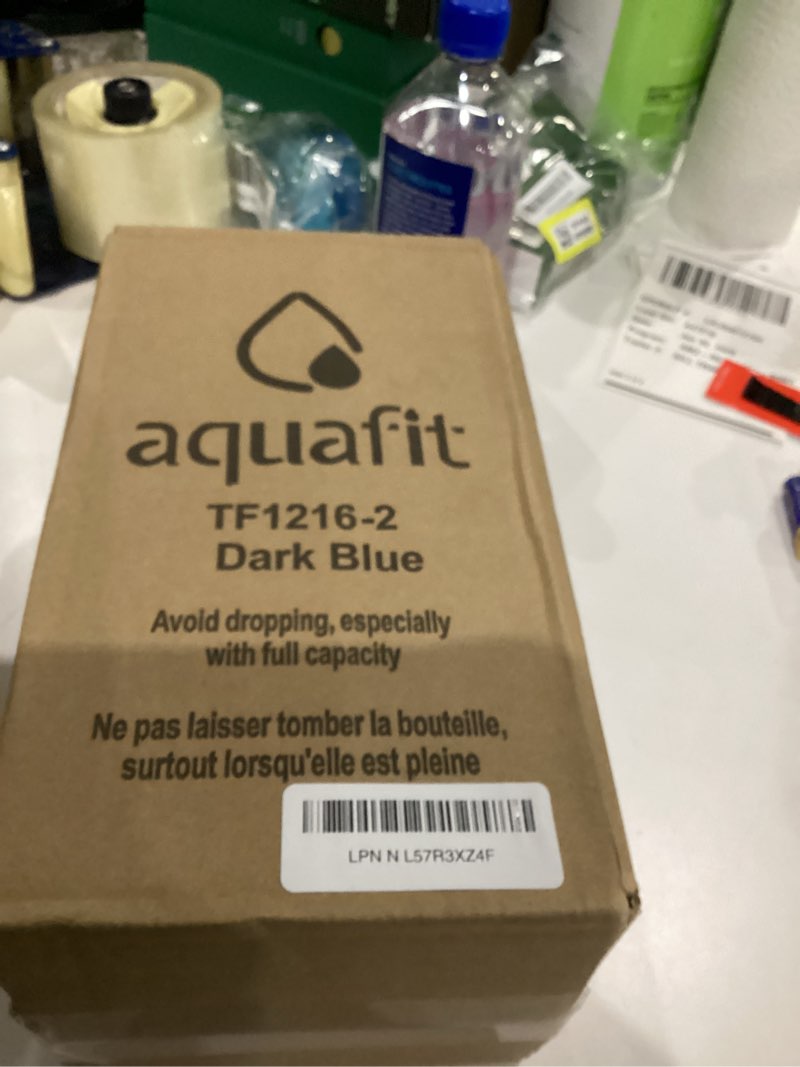 aquafit
TF1216-2
Dark Blue
Avoid dropping, especially
with full capacity
Ne pas laisser tomber la bouteille,
surtout lorsqu'elle est pleine
LPN N L57R3XZ4F